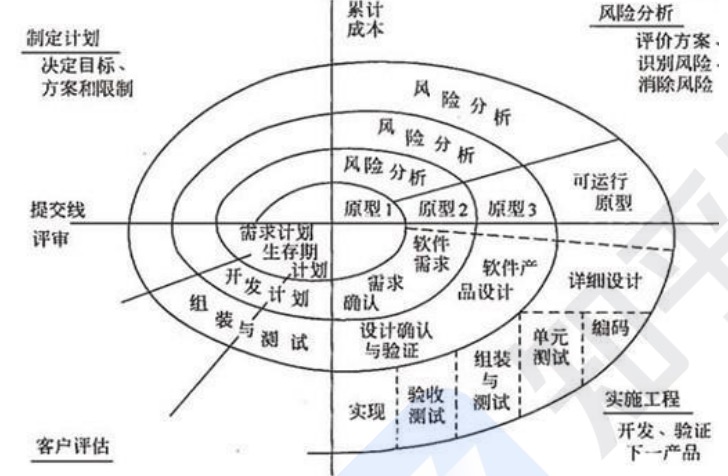 累计
成本
风险分析
制定计划
评价方案、
识别风险、
消除风险
决定目标、
方案和限制
风险分析
风险分析
风险分析
可运行
原型
提交线
原型1
原型2
原型3
评审
需求计划
生存期
计划
软件
需求
开发计划
需求
确认
软件产
品设计
详细设计
组装与测试
设计确认
与验证
组装
与
测试
单元
测试
编码
实现
验收
测试
实施工程
开发、验证
下一产品
客户评估